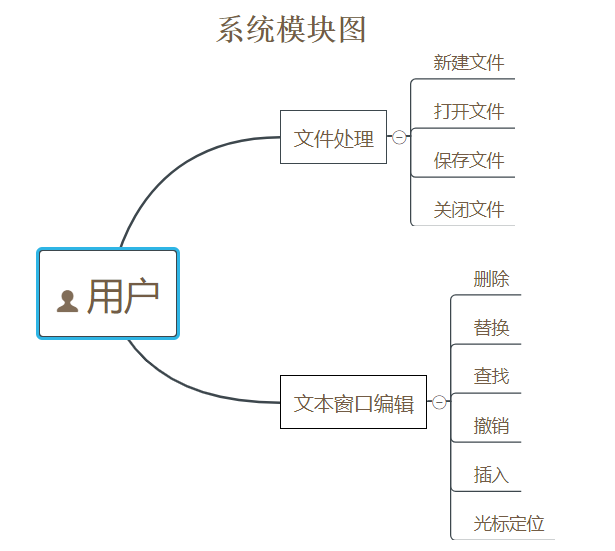 系统模块图
用户
文件处理
新建文件
打开文件
保存文件
关闭文件
文本窗口编辑
删除
替换
查找
撤销
插入
光标定位